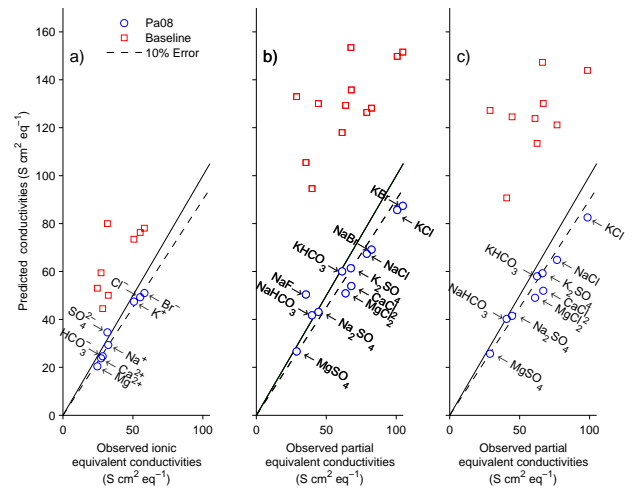 Pa08
Baseline
10% Error
a)
b)
c)
Predicted conductivities (S cm² eq⁻¹)
160
140
120
100
80
60
40
20
0
Cl⁻
Br⁻
K⁺
SO₄²⁻
HCO₃⁻
Na⁺
Ca²⁺
Mg²⁺
0 50 100
Observed ionic
equivalent conductivities
(S cm² eq⁻¹)
KBr
KCl
NaBr
NaCl
KHCO₃
K₂SO₄
CaCl₂
MgCl₂
NaF
NaHCO₃
Na₂SO₄
MgSO₄
0 50 100
Observed partial
equivalent conductivities
(S cm² eq⁻¹)
KCl
NaCl
KHCO₃
K₂SO₄
CaCl₂
MgCl₂
NaHCO₃
Na₂SO₄
MgSO₄
0 50 100
Observed partial
equivalent conductivities
(S cm² eq⁻¹)